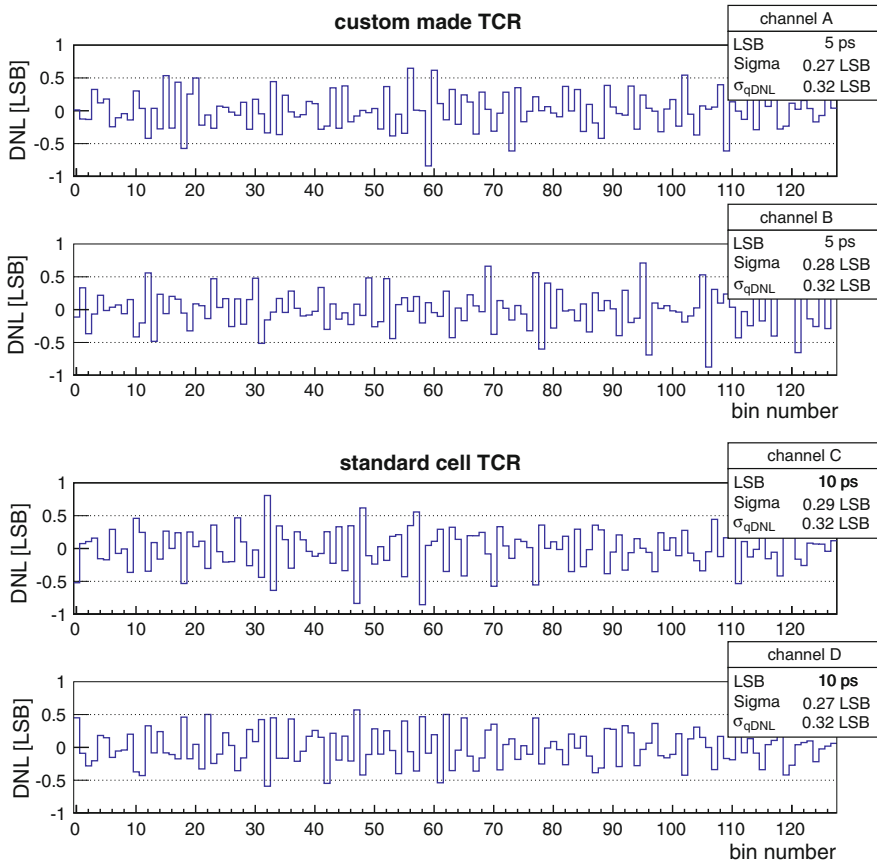 custom made TCR
channel A
LSB 5 ps
Sigma 0.27 LSB
σqDNL 0.32 LSB
DNL [LSB]
1
0.5
0
-0.5
-1
0 10 20 30 40 50 60 70 80 90 100 110 120
channel B
LSB 5 ps
Sigma 0.28 LSB
σqDNL 0.32 LSB
DNL [LSB]
1
0.5
0
-0.5
-1
0 10 20 30 40 50 60 70 80 90 100 110 120
bin number
standard cell TCR
channel C
LSB 10 ps
Sigma 0.29 LSB
σqDNL 0.32 LSB
DNL [LSB]
1
0.5
0
-0.5
-1
0 10 20 30 40 50 60 70 80 90 100 110 120
channel D
LSB 10 ps
Sigma 0.27 LSB
σqDNL 0.32 LSB
DNL [LSB]
1
0.5
0
-0.5
-1
0 10 20 30 40 50 60 70 80 90 100 110 120
bin number